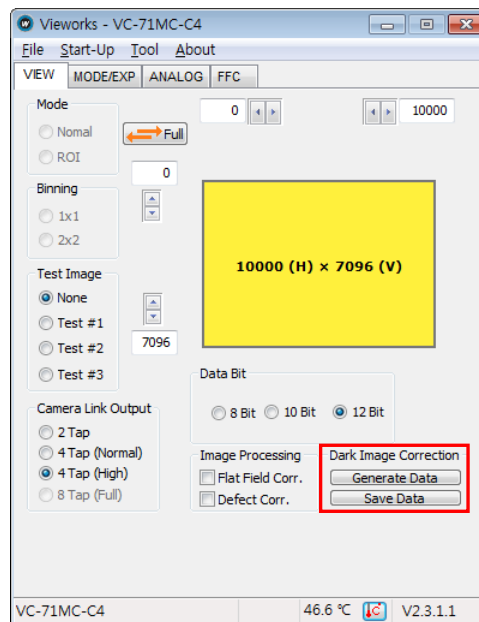 Vieworks - VC-71MC-C4
File Start-Up Tool About
VIEW MODE/EXP ANALOG FFC
Mode
Nomal
ROI
Full
0
10000
0
Binning
1x1
2x2
10000 (H) × 7096 (V)
Test Image
None
Test #1
Test #2
Test #3
7096
Data Bit
8 Bit 10 Bit 12 Bit
Camera Link Output
2 Tap
4 Tap (Normal)
4 Tap (High)
8 Tap (Full)
Image Processing
Flat Field Corr.
Defect Corr.
Dark Image Correction
Generate Data
Save Data
VC-71MC-C4 46.6 ℃ C V2.3.1.1